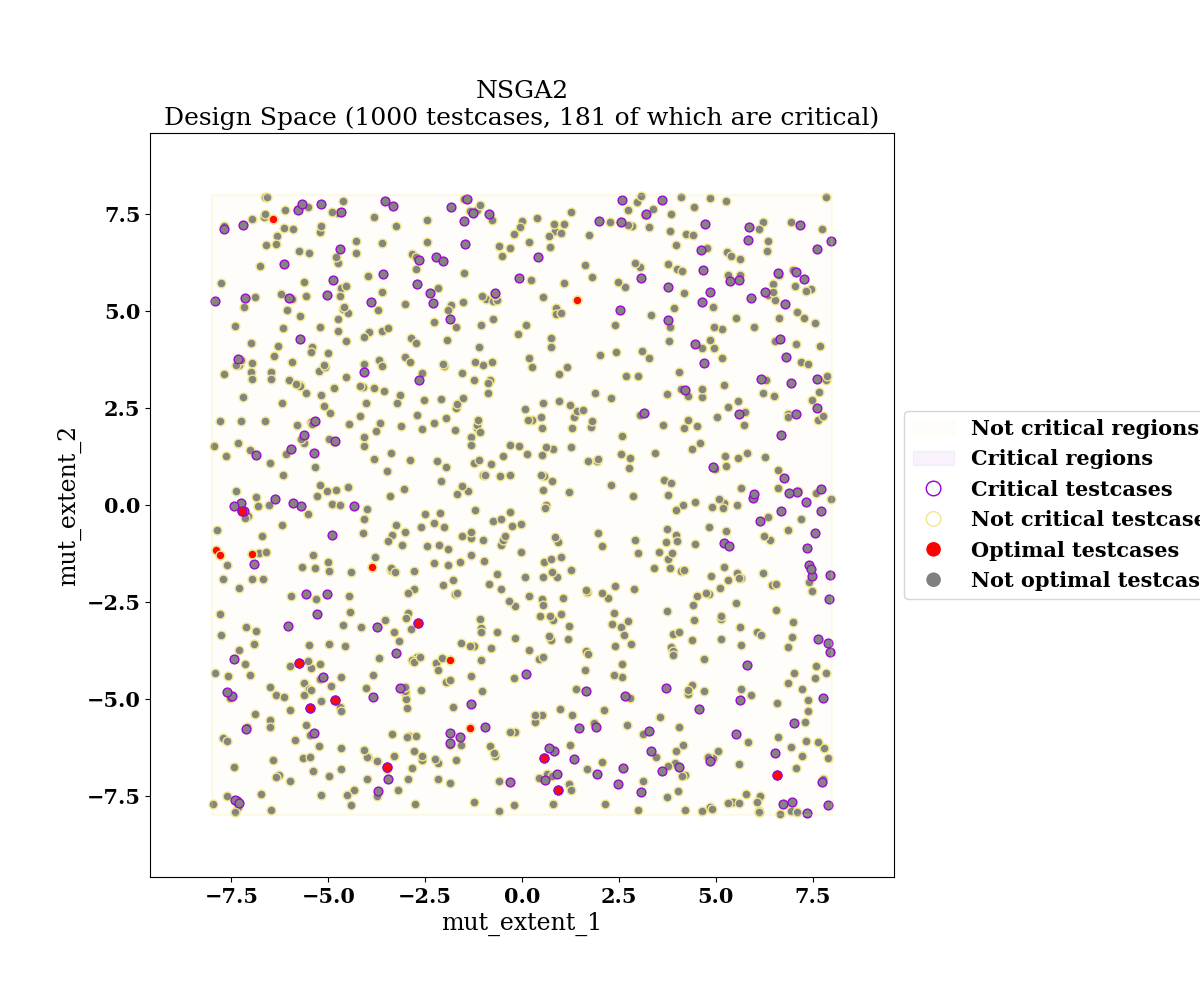 NSGA2
Design Space (1000 testcases, 181 of which are critical)
mut_extent_2
7.5
5.0
2.5
0.0
−2.5
−5.0
−7.5
−7.5
−5.0
−2.5
0.0
2.5
5.0
7.5
mut_extent_1
Not critical regions
Critical regions
Critical testcases
Not critical testcase
Optimal testcases
Not optimal testcas